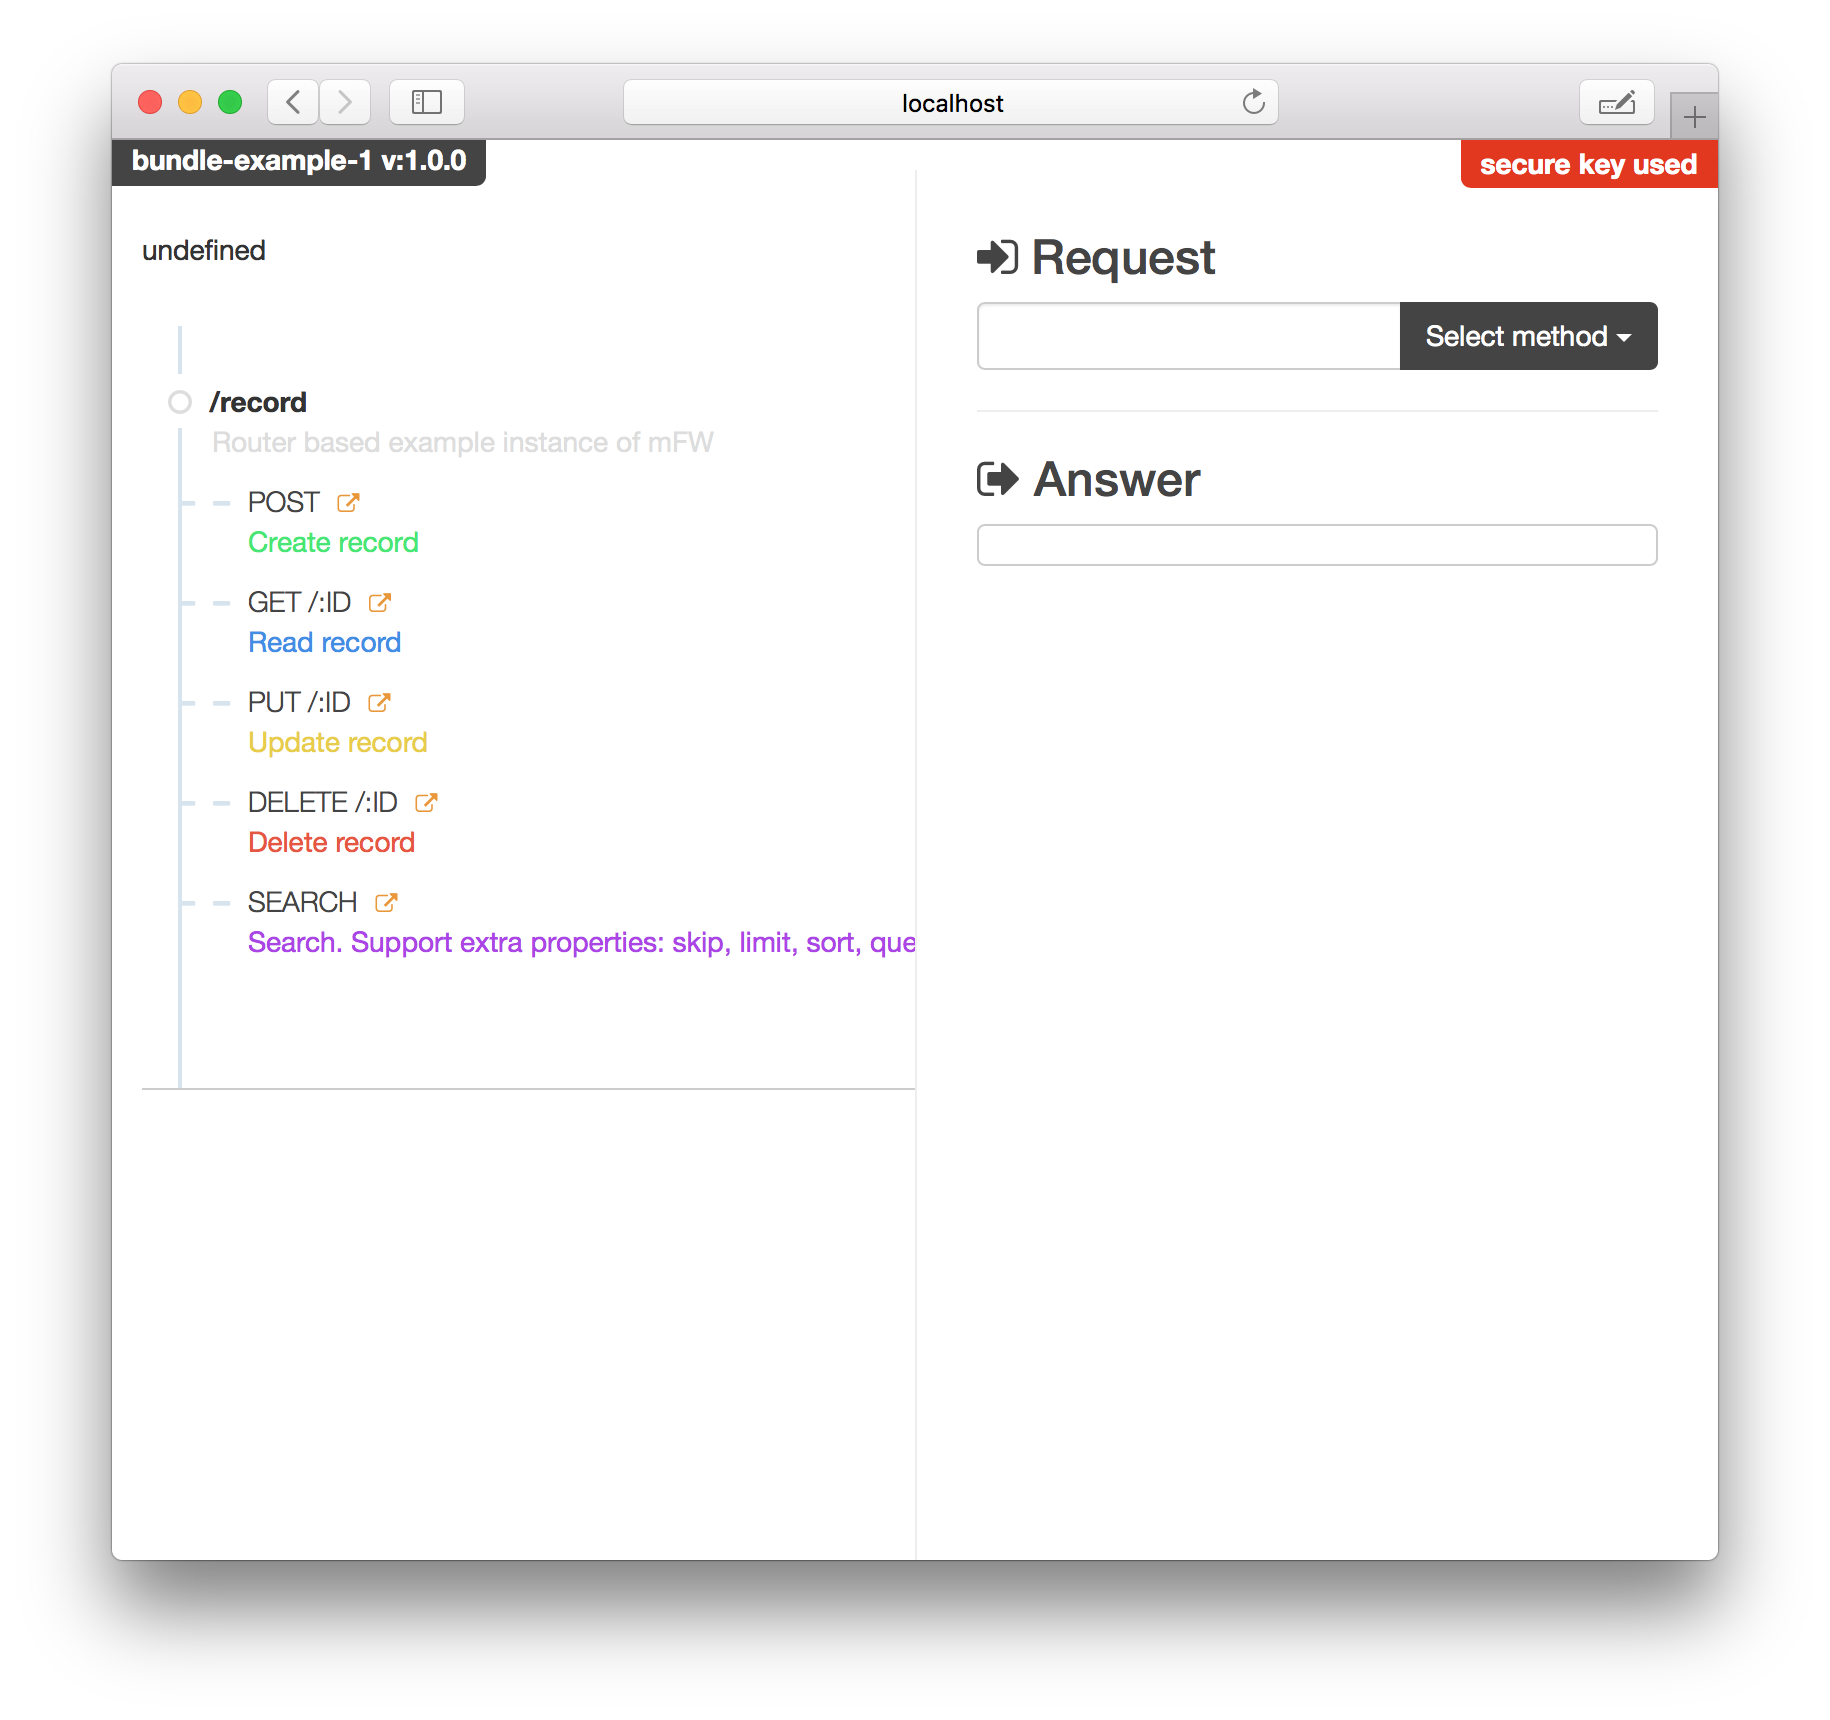 localhost
bundle-example-1 v:1.0.0
secure key used
undefined
/record
Router based example instance of mFW
POST
Create record
GET /:ID
Read record
PUT /:ID
Update record
DELETE /:ID
Delete record
SEARCH
Search. Support extra properties: skip, limit, sort, que
Request
Select method
Answer